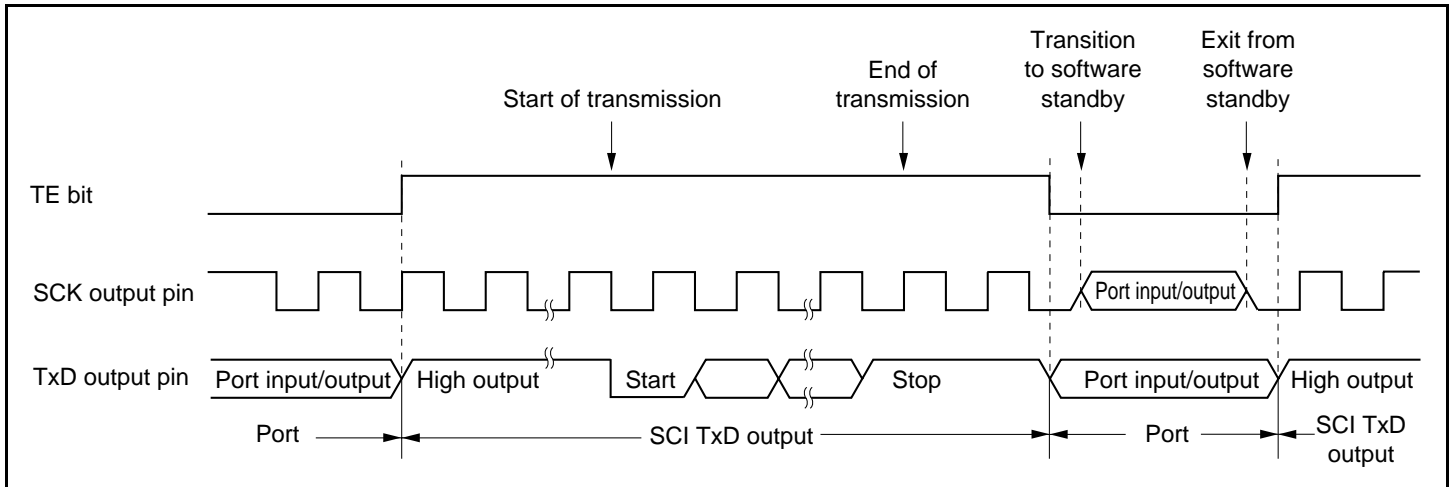 Transition
to software
standby
Exit from
software
standby
End of
transmission
Start of transmission
TE bit
SCK output pin
Port input/output
TxD output pin
Port input/output
High output
Start
Stop
Port input/output
High output
Port
SCI TxD output
Port
SCI TxD
output